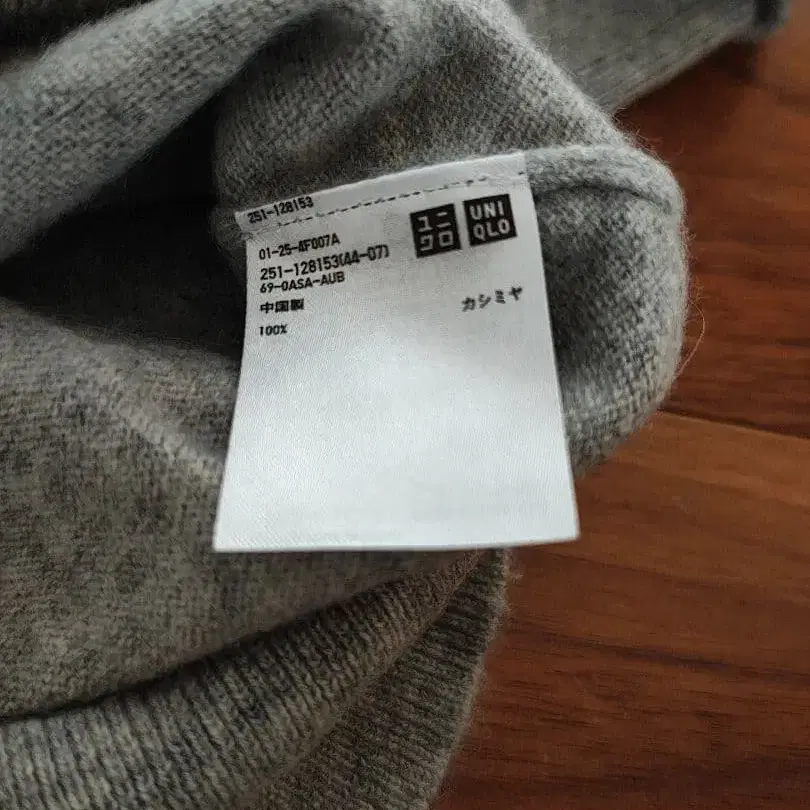 251-128153
ユニクロ UNIQLO
01-25-4F007A
251-128153(44-07)
69-0ASA-AUB
中国製 カシミヤ
100%